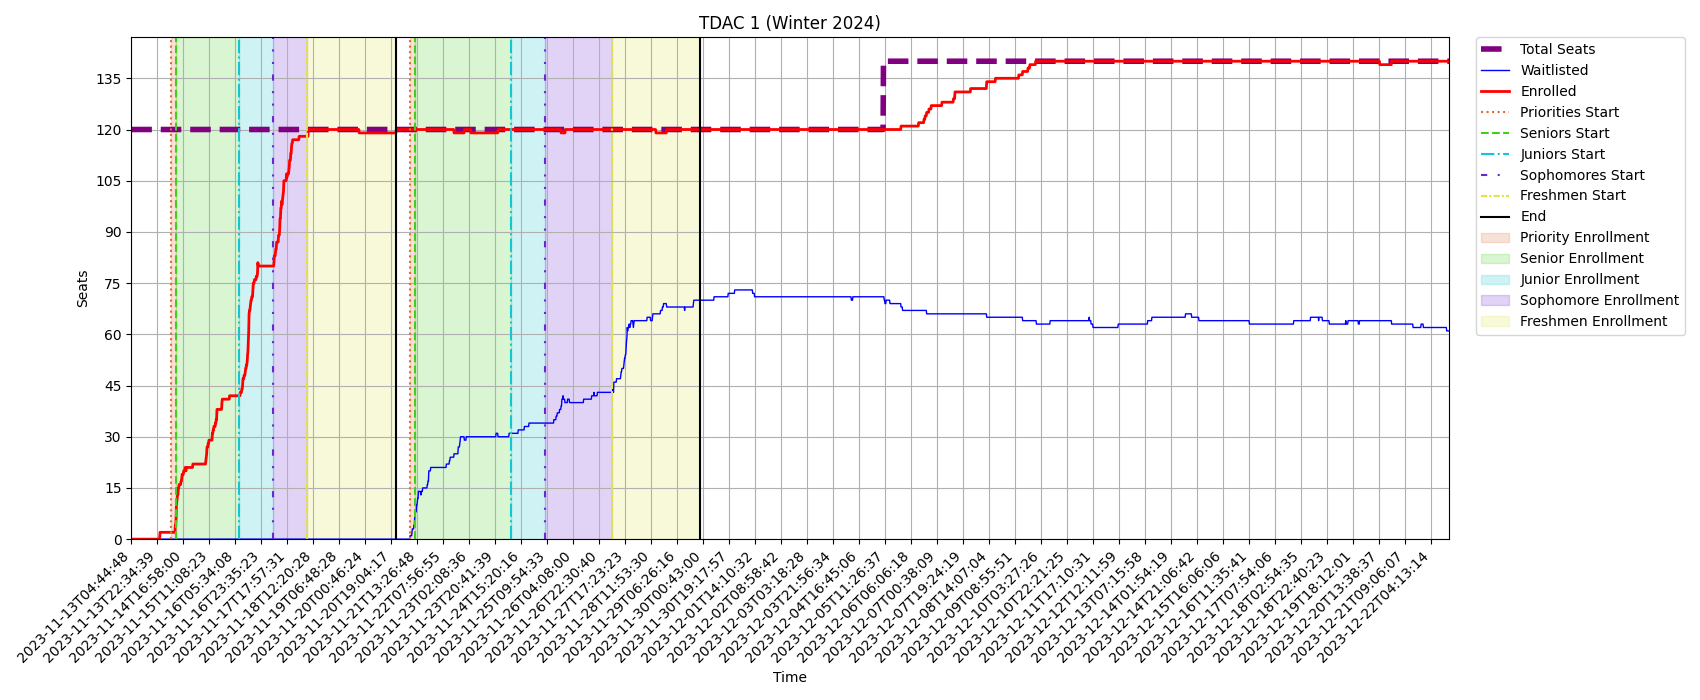 TDAC 1 (Winter 2024)
Seats
135
120
105
90
75
60
45
30
15
0
2023-11-13T04:44:48
2023-11-13T22:34:39
2023-11-14T16:58:00
2023-11-15T11:08:23
2023-11-16T05:34:08
2023-11-16T23:35:23
2023-11-17T17:57:31
2023-11-18T12:20:28
2023-11-19T06:48:28
2023-11-20T00:46:24
2023-11-20T19:04:17
2023-11-21T13:26:48
2023-11-22T07:56:55
2023-11-23T02:08:36
2023-11-23T20:41:39
2023-11-24T15:20:16
2023-11-25T09:54:33
2023-11-26T04:08:00
2023-11-26T22:30:40
2023-11-27T17:23:23
2023-11-28T11:53:30
2023-11-29T06:26:16
2023-11-30T00:43:00
2023-11-30T19:17:57
2023-12-01T14:10:32
2023-12-02T08:58:42
2023-12-03T03:18:28
2023-12-03T21:56:34
2023-12-04T16:45:06
2023-12-05T11:26:37
2023-12-06T06:06:18
2023-12-07T00:38:09
2023-12-07T19:24:19
2023-12-08T14:07:04
2023-12-09T08:55:51
2023-12-10T03:27:26
2023-12-10T22:21:25
2023-12-11T17:10:31
2023-12-12T12:11:59
2023-12-13T07:15:58
2023-12-14T01:54:19
2023-12-14T21:06:42
2023-12-15T16:06:06
2023-12-16T11:35:41
2023-12-17T07:54:06
2023-12-18T02:54:35
2023-12-18T22:40:23
2023-12-19T18:12:01
2023-12-20T13:38:37
2023-12-21T09:06:07
2023-12-22T04:13:14
Time
Total Seats
Waitlisted
Enrolled
Priorities Start
Seniors Start
Juniors Start
Sophomores Start
Freshmen Start
End
Priority Enrollment
Senior Enrollment
Junior Enrollment
Sophomore Enrollment
Freshmen Enrollment